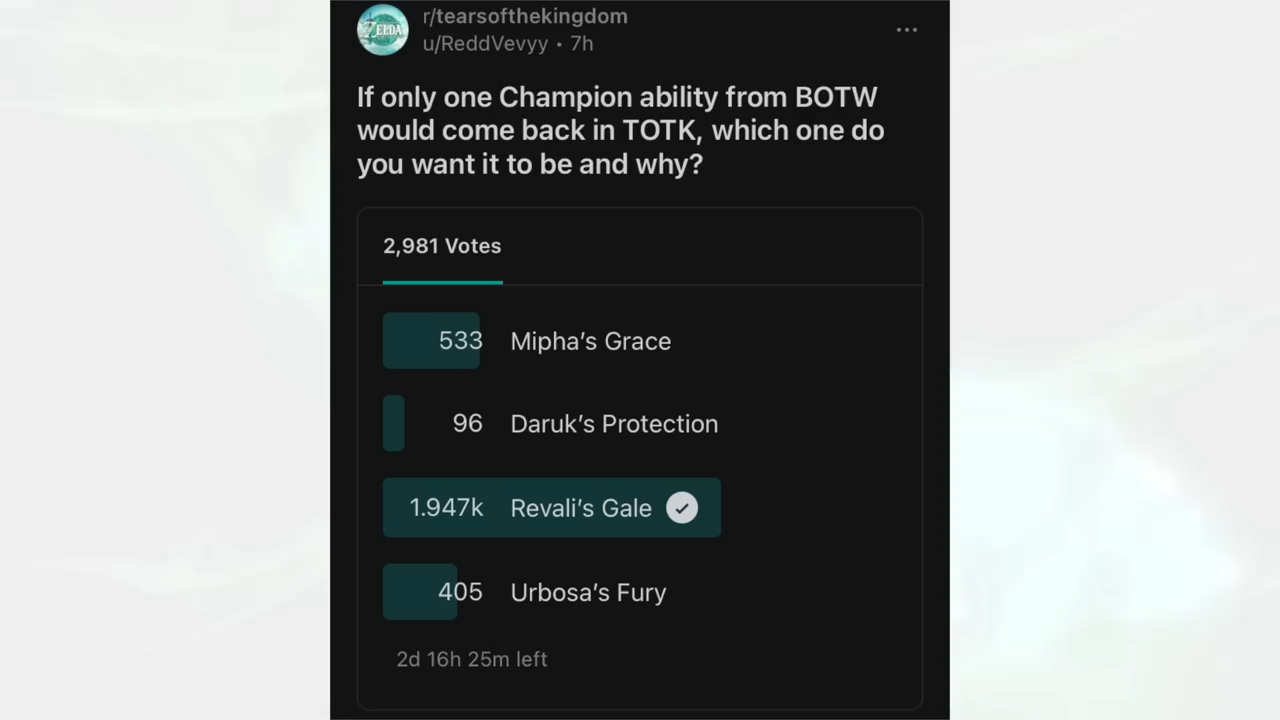 r/tearsofthekingdom
ZELDA
u/ReddVevyy • 7h
If only one Champion ability from BOTW
would come back in TOTK, which one do
you want it to be and why?
2,981 Votes
533 Mipha’s Grace
96 Daruk’s Protection
1.947k Revali’s Gale
405 Urbosa’s Fury
2d 16h 25m left